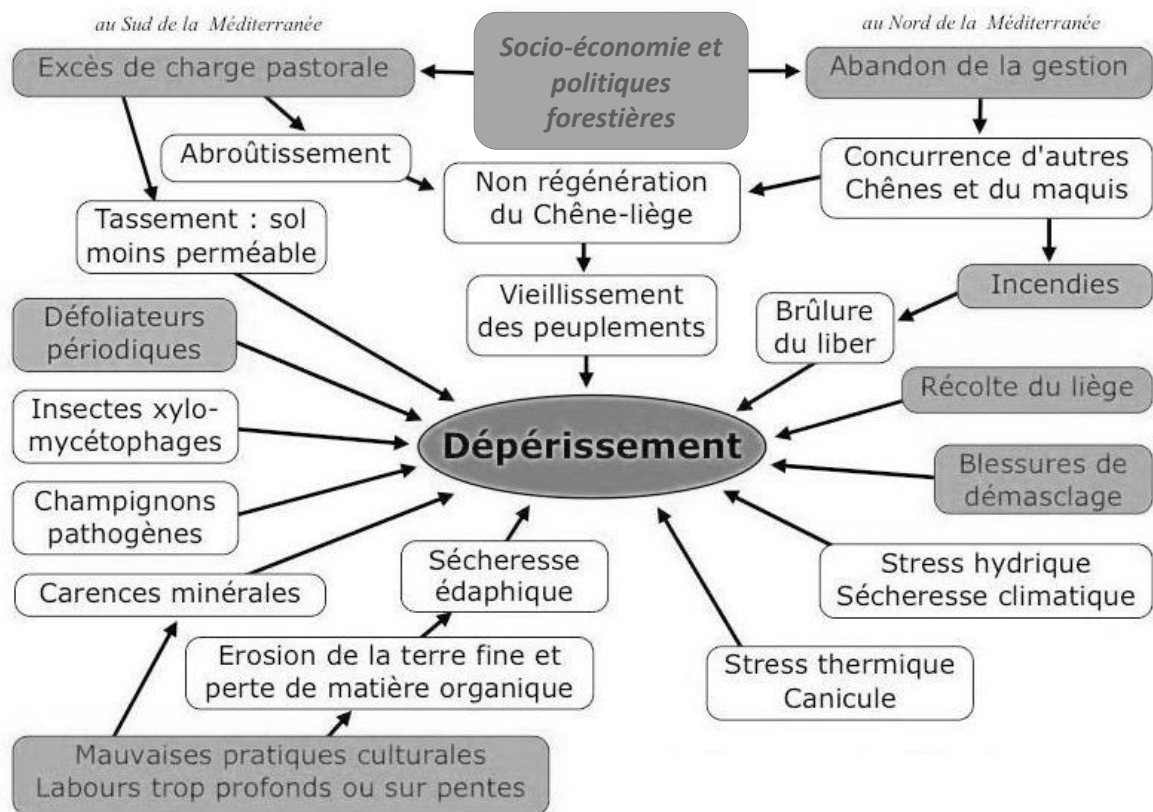 au Sud de la Méditerranée
au Nord de la Méditerranée
Socio-économie et
politiques
forestières
Excès de charge pastorale
Abandon de la gestion
Abroûtissement
Concurrence d'autres
Chênes et du maquis
Non régénération
du Chêne-liège
Tassement : sol
moins perméable
Incendies
Vieillissement
des peuplements
Brûlure
du liber
Défoliateurs
périodiques
Récolte du liège
Insectes xylo-
mycétophages
Dépérissement
Blessures de
démasclage
Champignons
pathogènes
Sécheresse
édaphique
Stress hydrique
Sécheresse climatique
Carences minérales
Erosion de la terre fine et
perte de matière organique
Stress thermique
Canicule
Mauvaises pratiques culturales
Labours trop profonds ou sur pentes